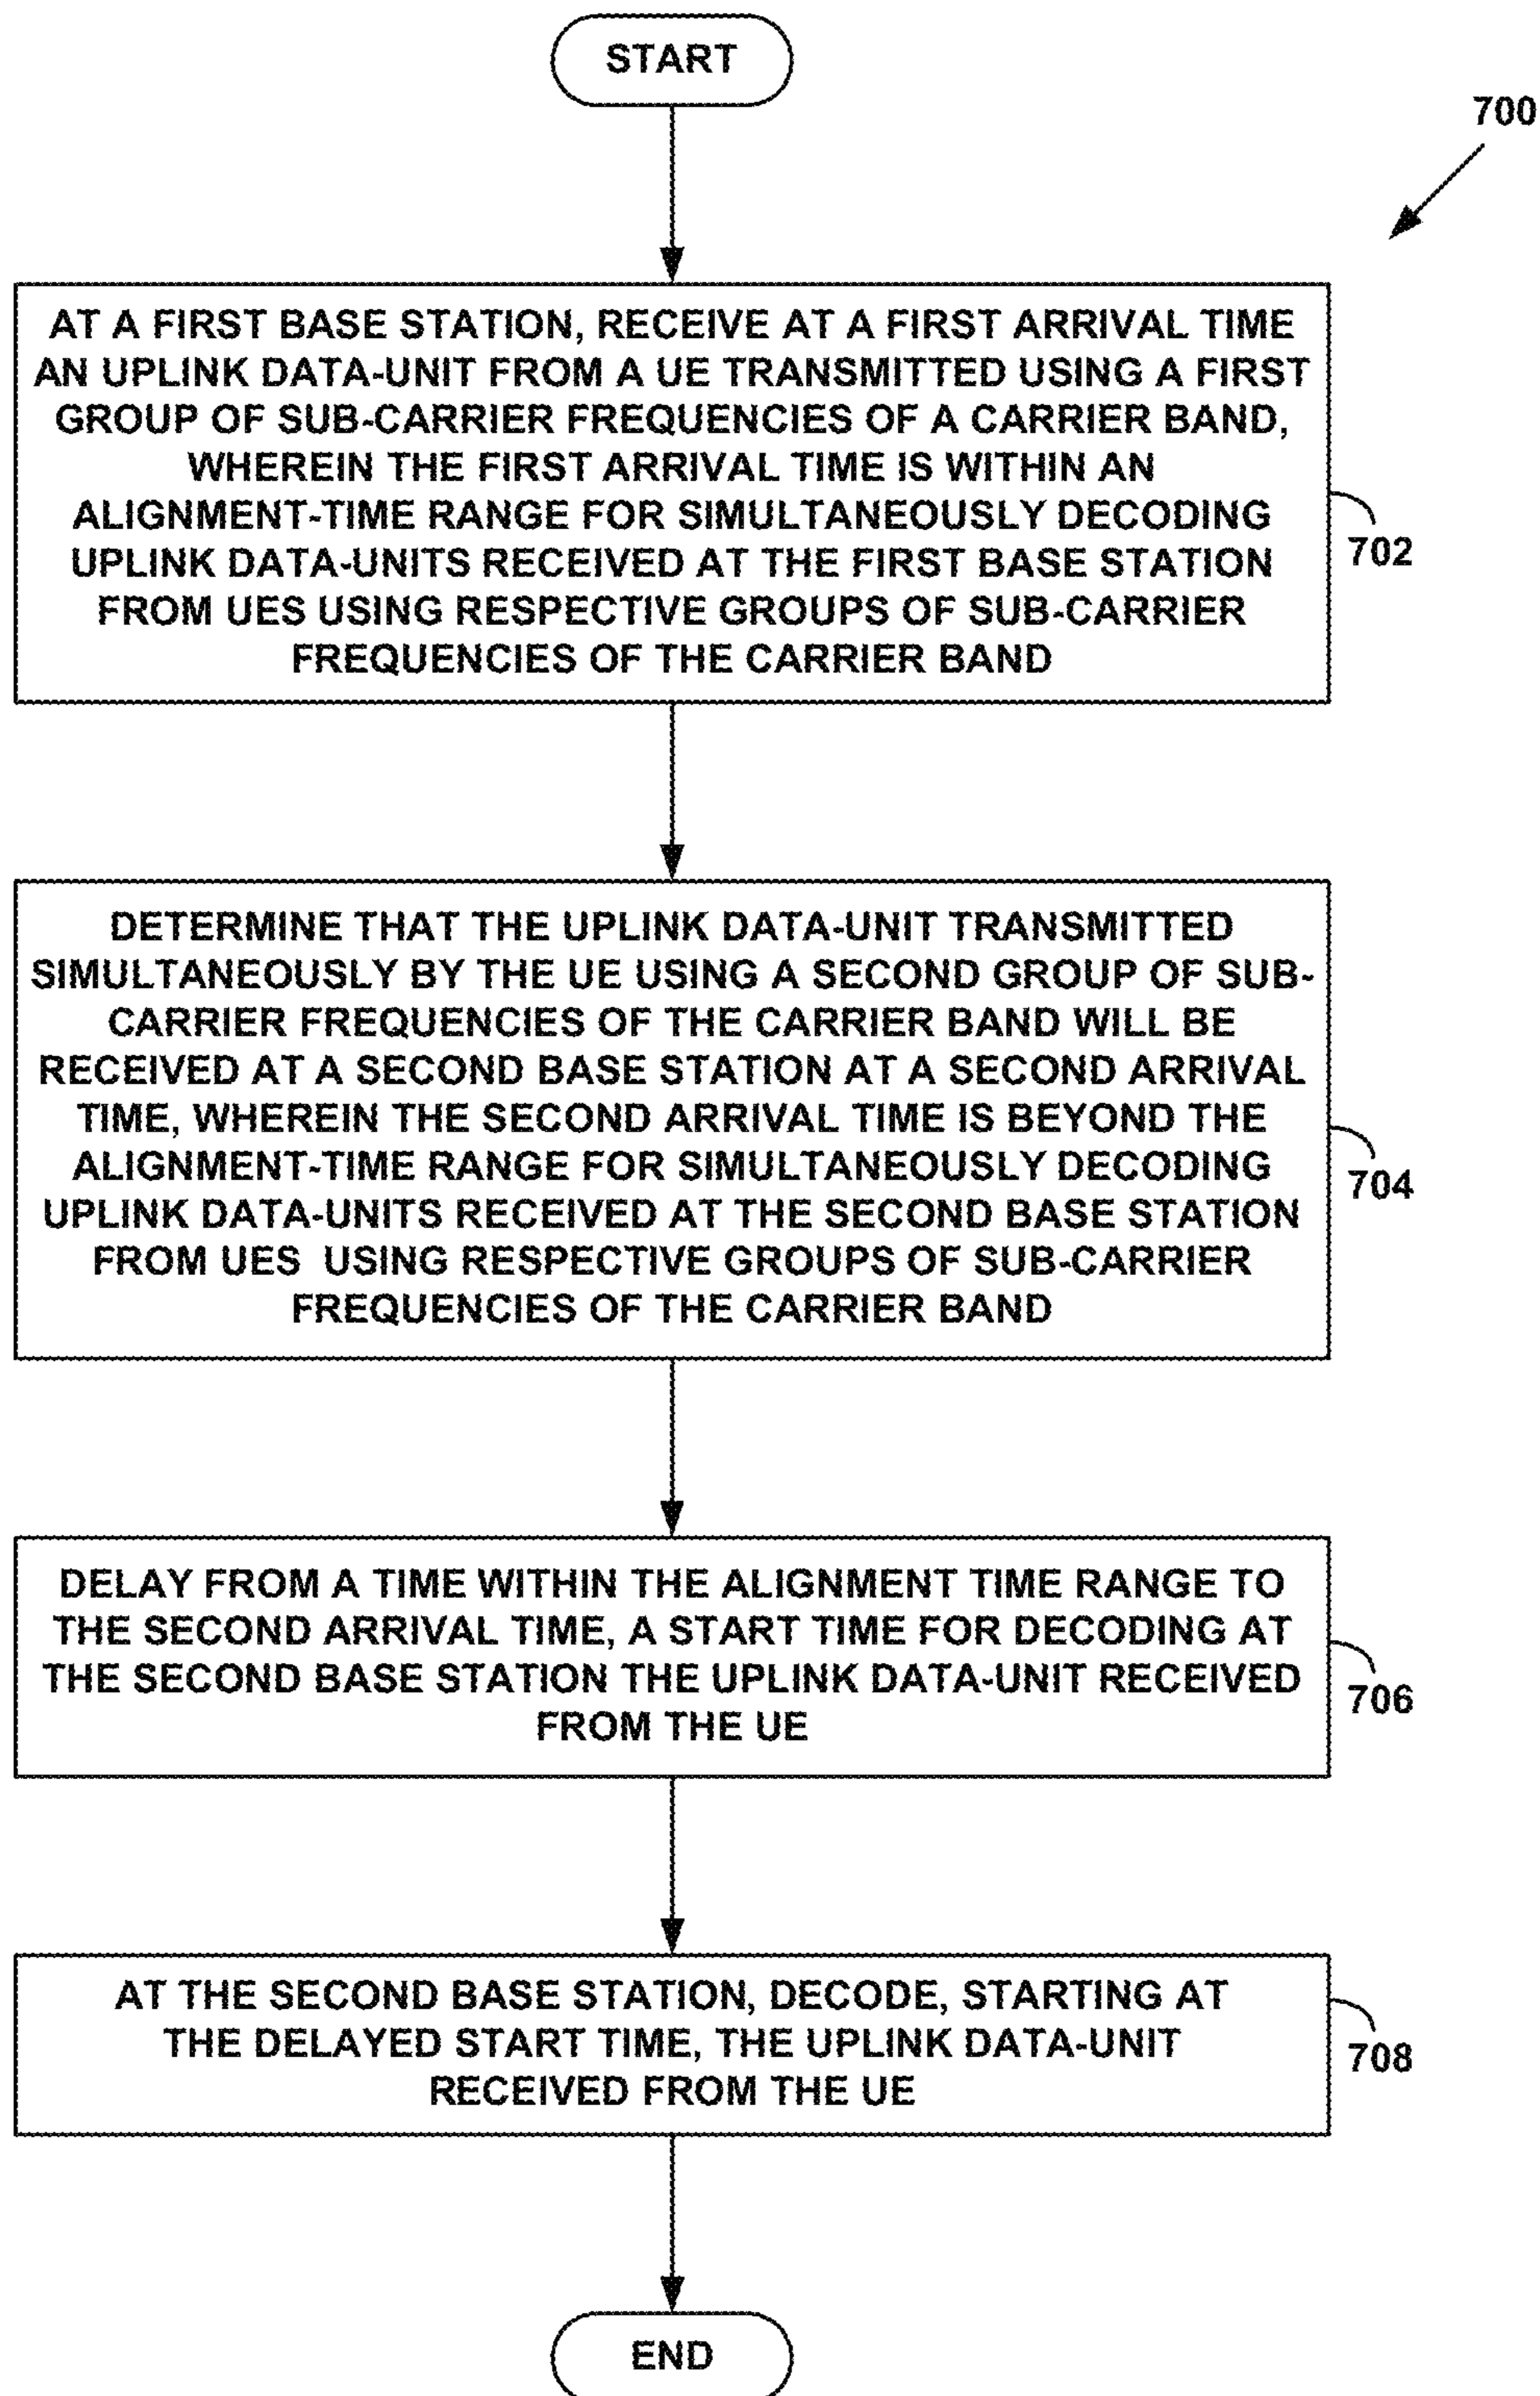 START
700
AT A FIRST BASE STATION, RECEIVE AT A FIRST ARRIVAL TIME
AN UPLINK DATA-UNIT FROM A UE TRANSMITTED USING A FIRST
GROUP OF SUB-CARRIER FREQUENCIES OF A CARRIER BAND,
WHEREIN THE FIRST ARRIVAL TIME IS WITHIN AN
ALIGNMENT-TIME RANGE FOR SIMULTANEOUSLY DECODING
UPLINK DATA-UNITS RECEIVED AT THE FIRST BASE STATION
FROM UES USING RESPECTIVE GROUPS OF SUB-CARRIER
FREQUENCIES OF THE CARRIER BAND
702
DETERMINE THAT THE UPLINK DATA-UNIT TRANSMITTED
SIMULTANEOUSLY BY THE UE USING A SECOND GROUP OF SUB-
CARRIER FREQUENCIES OF THE CARRIER BAND WILL BE
RECEIVED AT A SECOND BASE STATION AT A SECOND ARRIVAL
TIME, WHEREIN THE SECOND ARRIVAL TIME IS BEYOND THE
ALIGNMENT-TIME RANGE FOR SIMULTANEOUSLY DECODING
UPLINK DATA-UNITS RECEIVED AT THE SECOND BASE STATION
FROM UES USING RESPECTIVE GROUPS OF SUB-CARRIER
FREQUENCIES OF THE CARRIER BAND
704
DELAY FROM A TIME WITHIN THE ALIGNMENT TIME RANGE TO
THE SECOND ARRIVAL TIME, A START TIME FOR DECODING AT
THE SECOND BASE STATION THE UPLINK DATA-UNIT RECEIVED
FROM THE UE
706
AT THE SECOND BASE STATION, DECODE, STARTING AT
THE DELAYED START TIME, THE UPLINK DATA-UNIT
RECEIVED FROM THE UE
708
END